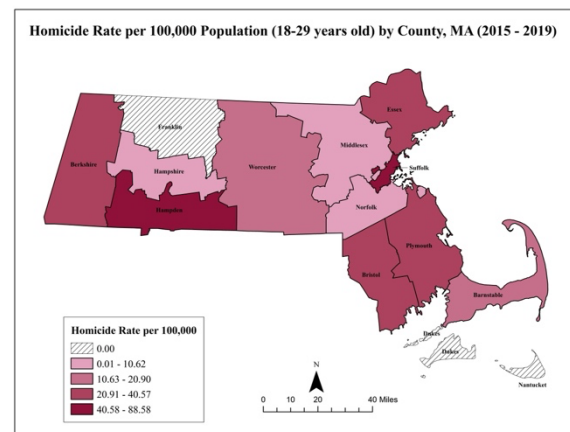 Homicide Rate per 100,000 Population (18-29 years old) by County, MA (2015 - 2019)
Essex
Franklin
Middlesex
Berkshire
Hampshire
Worcester
Suffolk
Hampshire
Norfolk
Plymouth
Bristol
Barnstable
Dukes
Dukes
Nantucket
Homicide Rate per 100,000
0.00
0.01 - 10.62
10.63 - 20.90
20.91 - 40.57
40.58 - 88.58
N
0 20 40 Miles